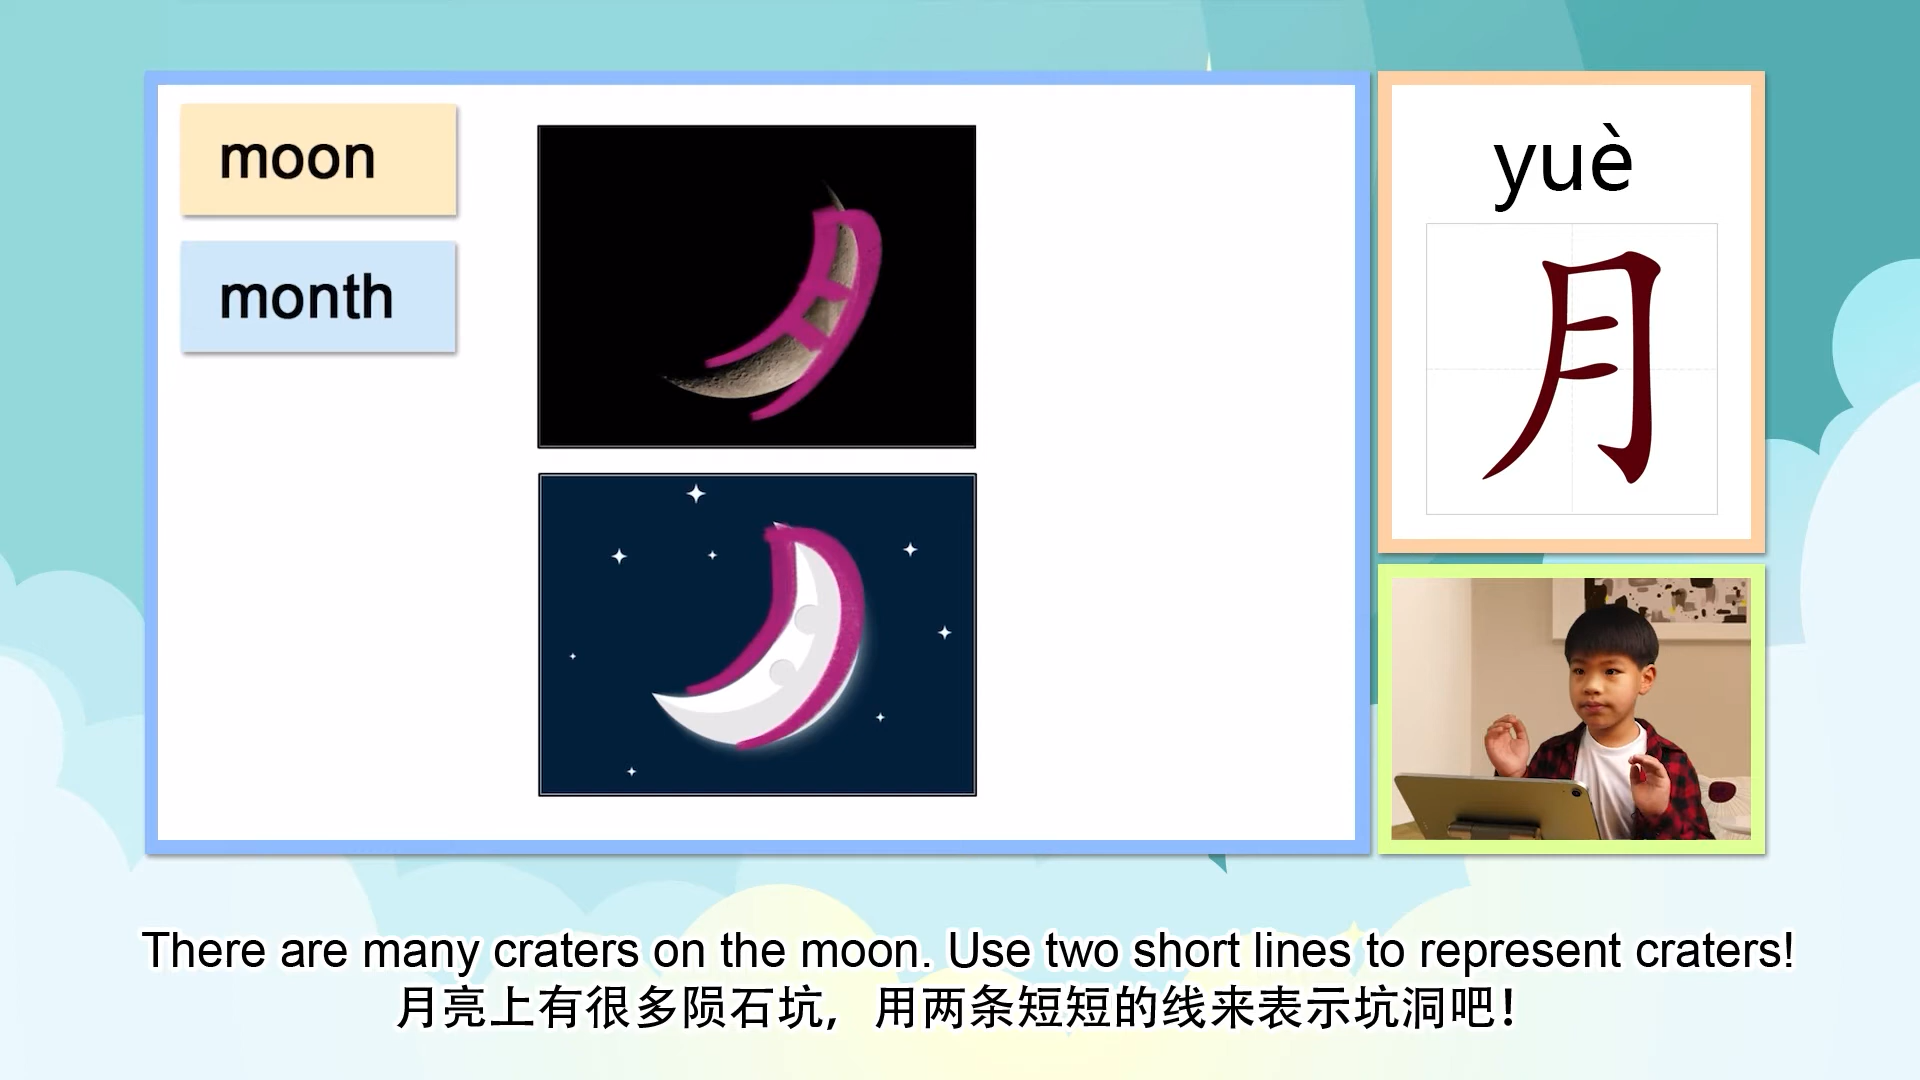 moon
month
yuè
月
There are many craters on the moon. Use two short lines to represent craters!
月亮上有很多陨石坑，用两条短短的线来表示坑洞吧！